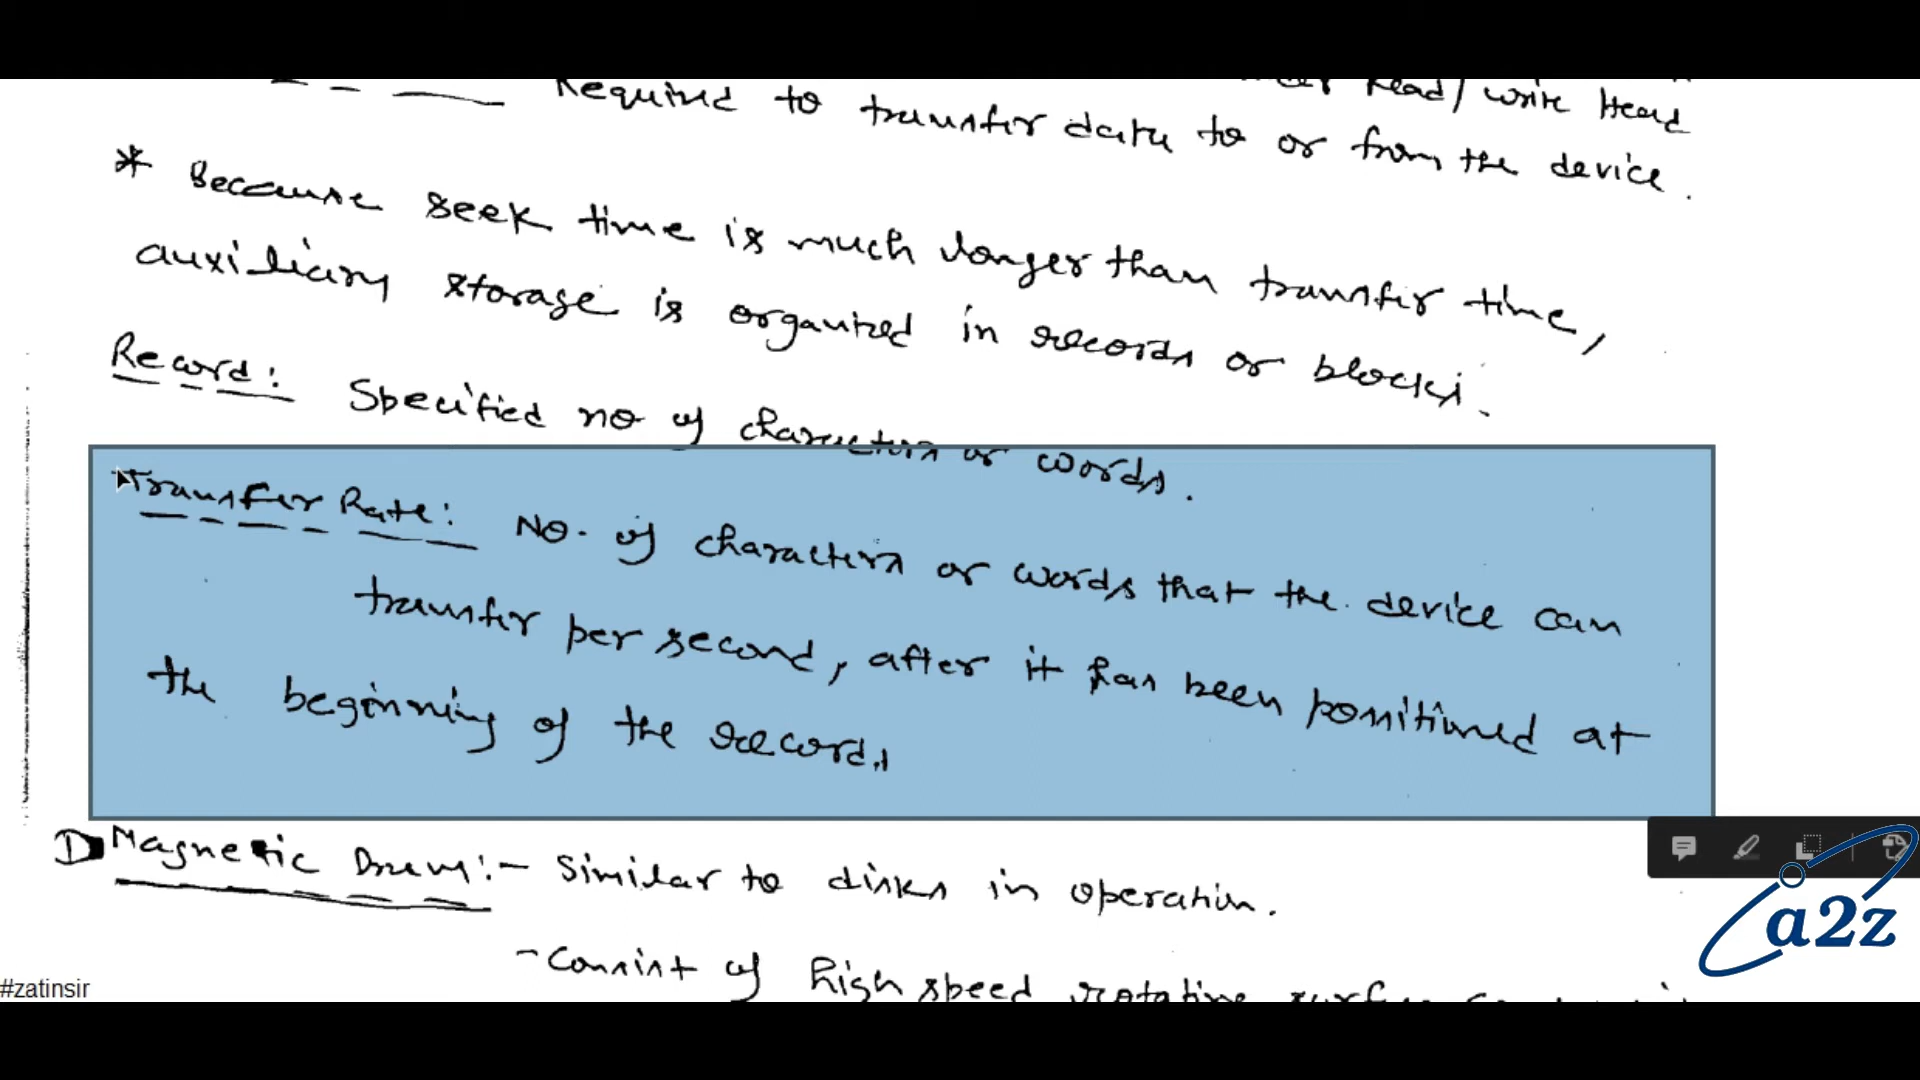 Read/ write Head
Required to transfer data to or from the device.
* Because seek time is much longer than transfer time,
auxiliary storage is organized in records or blocks.
Record: Specified no of characters or words.
Transfer Rate: No. of characters or words that the device can
transfer per second, after it has been possitioned at
the beginning of the record.
D Magnetic Drum:- Similar to disks in operation.
- Consist of high speed rotating
a2z
#zatinsir